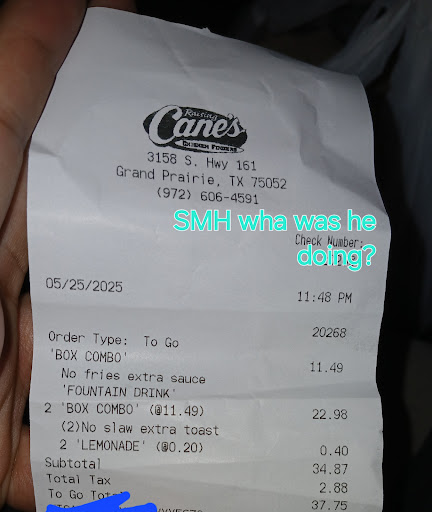 Raising
Cane's
CHICKEN FINGERS
3158 S. Hwy 161
Grand Prairie, TX 75052
(972) 606-4591
SMH wha was he
doing?
Check Number:
05/25/2025
11:48 PM
20268
Order Type: To Go
'BOX COMBO' 11.49
No fries extra sauce
'FOUNTAIN DRINK'
2 'BOX COMBO' (@11.49) 22.98
(2)No slaw extra toast
2 'LEMONADE' (@0.20) 0.40
Subtotal 34.87
Total Tax 2.88
To Go Total 37.75